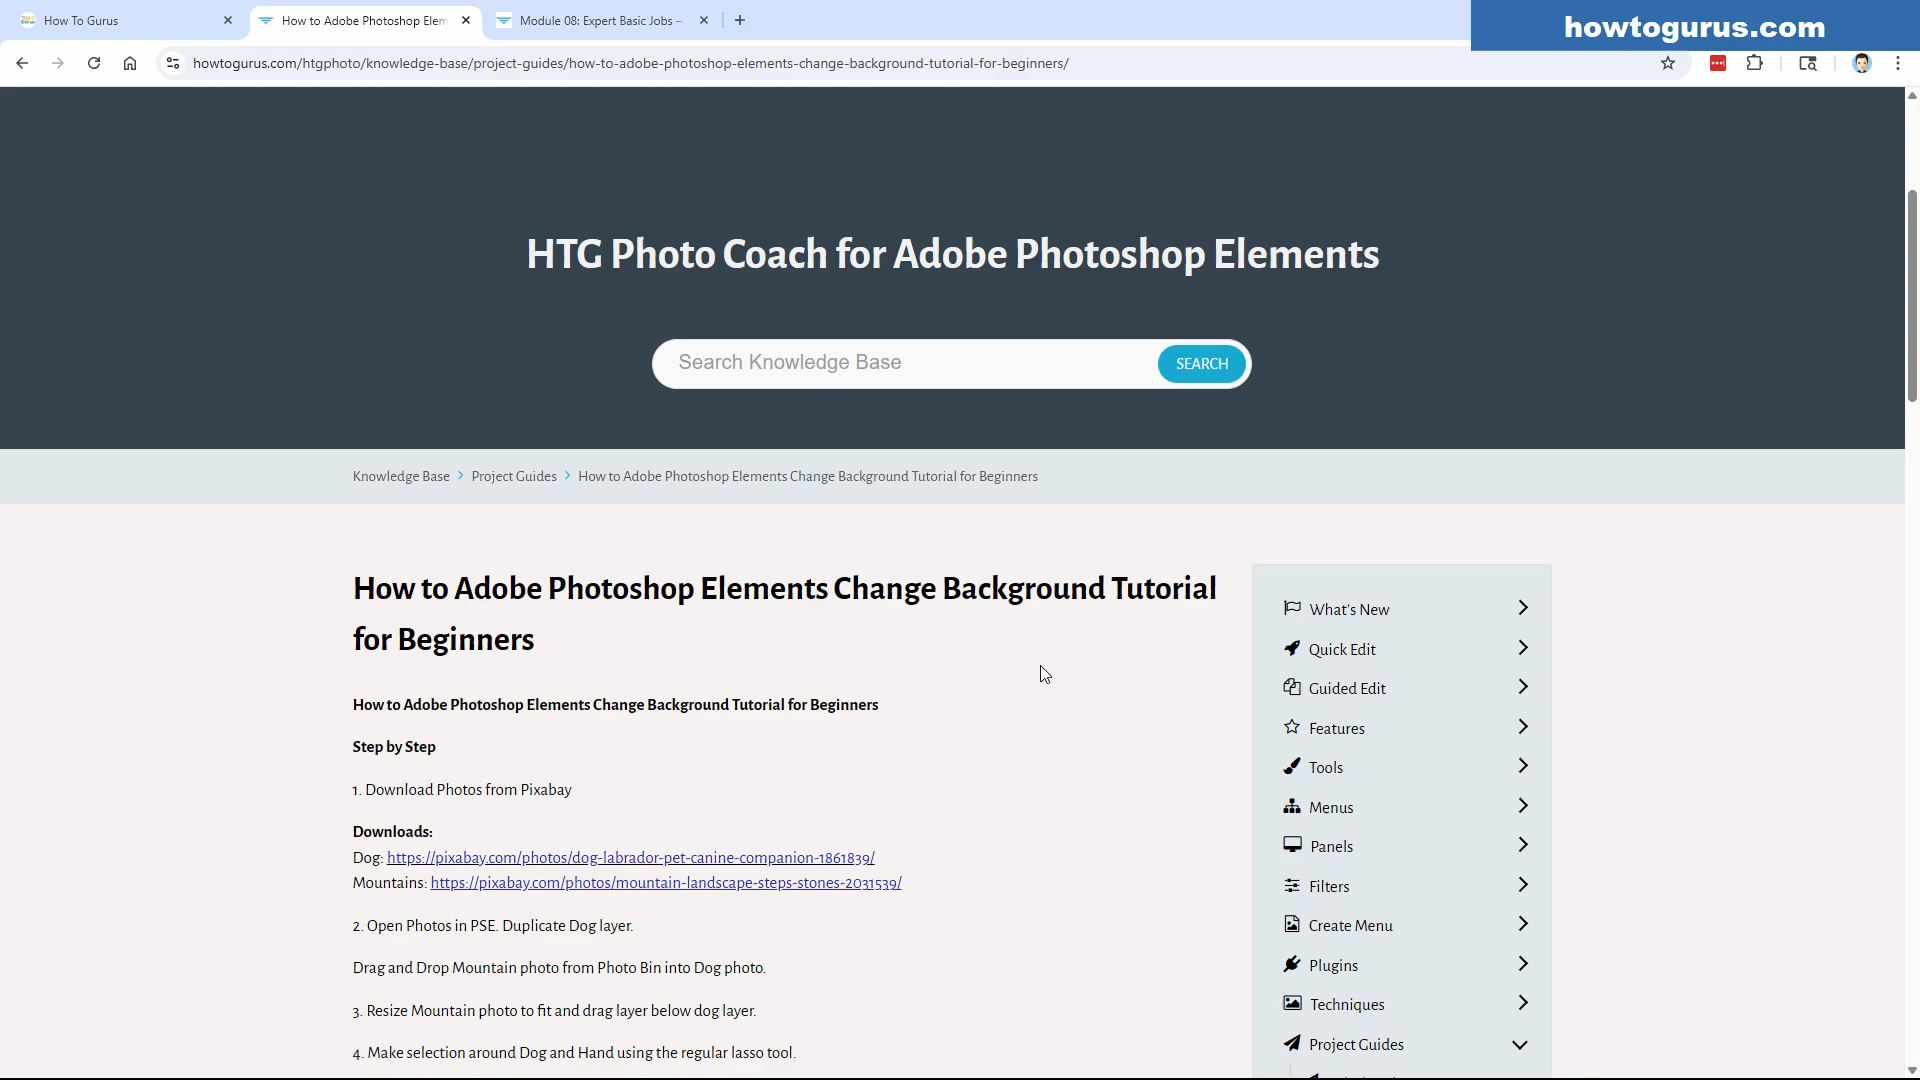 How To Gurus
How to Adobe Photoshop Elem
Module 08: Expert Basic Jobs –
howtogurus.com
howtogurus.com/htgphoto/knowledge-base/project-guides/how-to-adobe-photoshop-elements-change-background-tutorial-for-beginners/
HTG Photo Coach for Adobe Photoshop Elements
Search Knowledge Base
SEARCH
Knowledge Base > Project Guides > How to Adobe Photoshop Elements Change Background Tutorial for Beginners
How to Adobe Photoshop Elements Change Background Tutorial
for Beginners
How to Adobe Photoshop Elements Change Background Tutorial for Beginners
Step by Step
1. Download Photos from Pixabay
Downloads:
Dog: https://pixabay.com/photos/dog-labrador-pet-canine-companion-1861839/
Mountains: https://pixabay.com/photos/mountain-landscape-steps-stones-2031539/
2. Open Photos in PSE. Duplicate Dog layer.
Drag and Drop Mountain photo from Photo Bin into Dog photo.
3. Resize Mountain photo to fit and drag layer below dog layer.
4. Make selection around Dog and Hand using the regular lasso tool.
What's New
Quick Edit
Guided Edit
Features
Tools
Menus
Panels
Filters
Create Menu
Plugins
Techniques
Project Guides